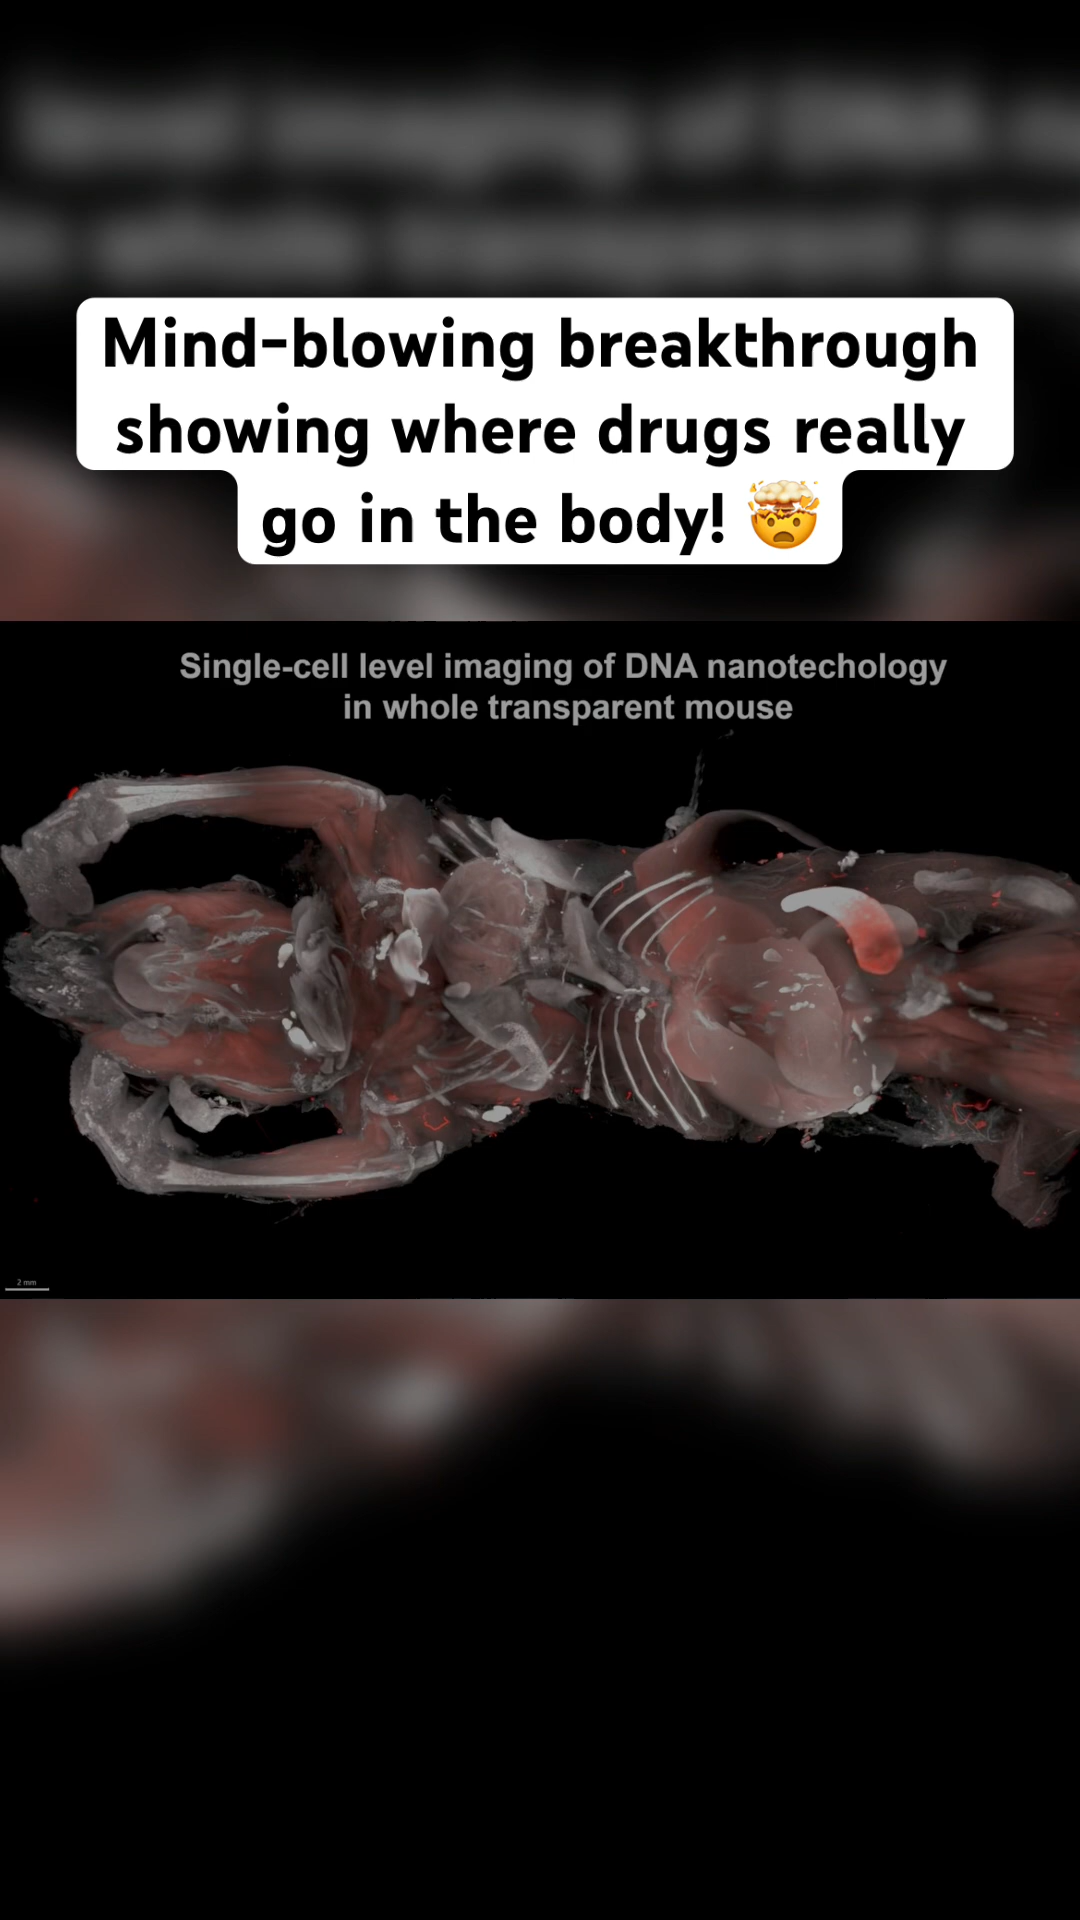 Mind-blowing breakthrough
showing where drugs really
go in the body! 🤯
Single-cell level imaging of DNA nanotechology
in whole transparent mouse
2 mm